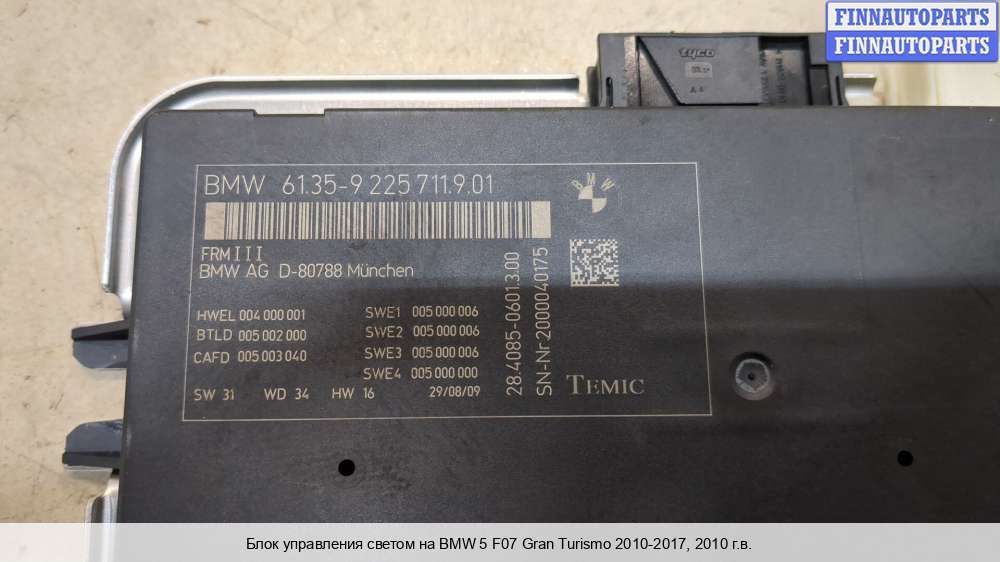 FINNAUTOPARTS
FINNAUTOPARTS
tyco
BMW 61.35-9 225 711.9.01
BMW
FRMIII
BMW AG D-80788 München
HWEL 004 000 001
BTLD 005 002 000
CAFD 005 003 040
SWE1 005 000 006
SWE2 005 000 006
SWE3 005 000 006
SWE4 005 000 000
SW 31 WD 34 HW 16 29/08/09
28.4085-0601.3.00
SN-Nr.2000040175
TEMIC
Блок управления светом на BMW 5 F07 Gran Turismo 2010-2017, 2010 г.в.